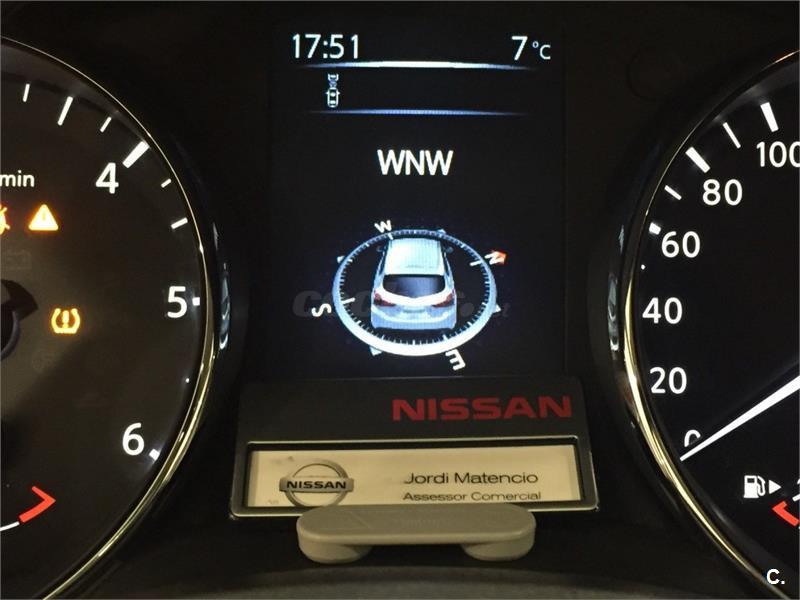 17:51 7 °C
WNW
W
N
S
E
min
4
5
6
100
80
60
40
20
0
NISSAN
NISSAN
Jordi Matencio
Assessor Comercial
C.